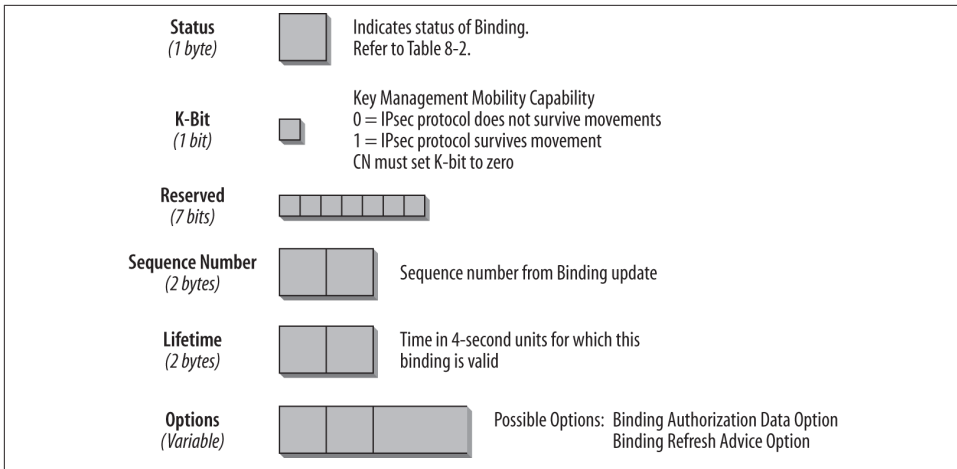 Status
(1 byte)
Indicates status of Binding.
Refer to Table 8-2.
K-Bit
(1 bit)
Key Management Mobility Capability
0 = IPsec protocol does not survive movements
1 = IPsec protocol survives movement
CN must set K-bit to zero
Reserved
(7 bits)
Sequence Number
(2 bytes)
Sequence number from Binding update
Lifetime
(2 bytes)
Time in 4-second units for which this
binding is valid
Options
(Variable)
Possible Options: Binding Authorization Data Option
Binding Refresh Advice Option